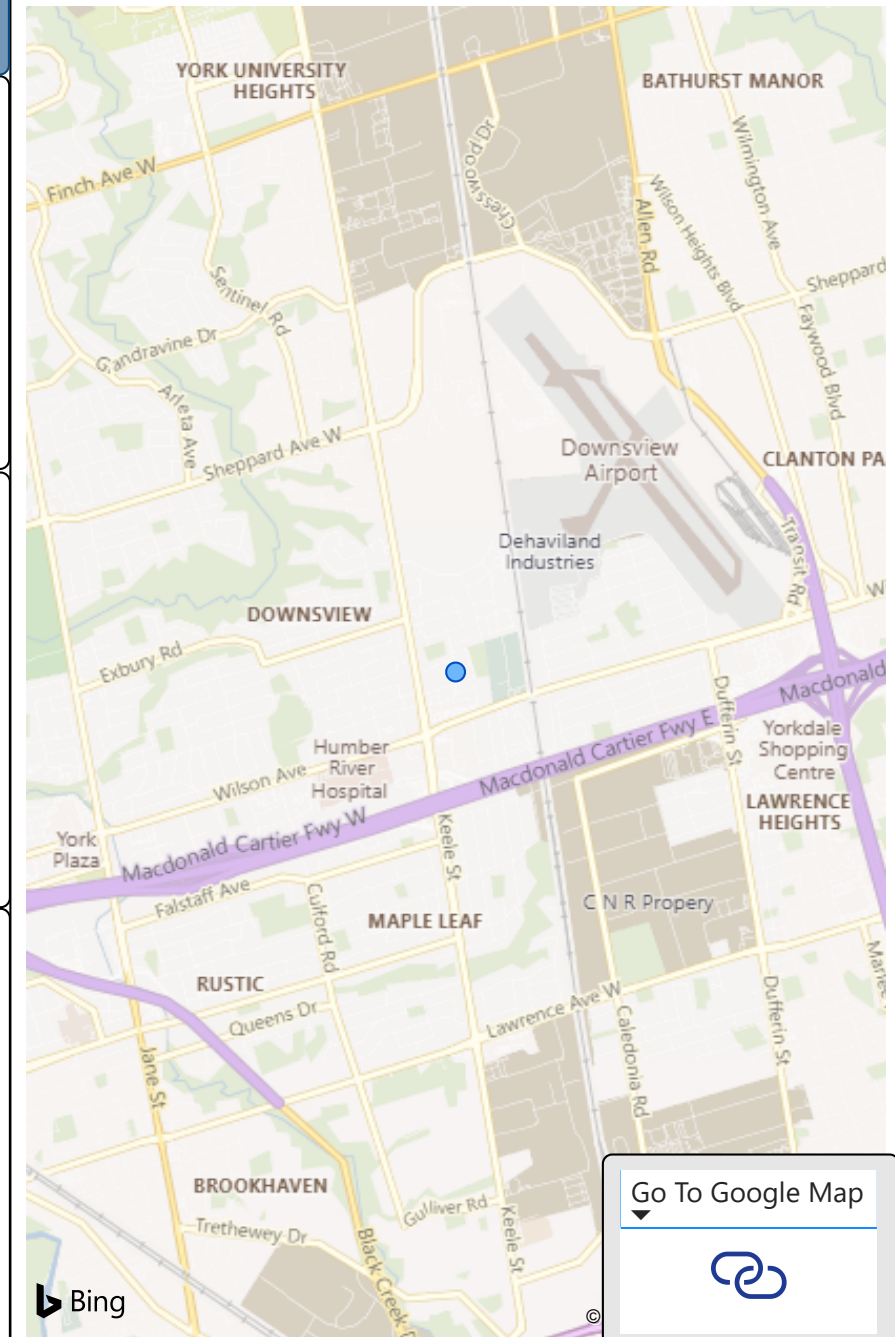 YORK UNIVERSITY
HEIGHTS
BATHURST MANOR
Finch Ave W
Chesswood Dr
Wilmington Ave
Allen Rd
Wilson Heights Blvd
Sheppard
Sentinel Rd
Gandravine Dr
Arleta Ave
Faywood Blvd
Sheppard Ave W
Downsview
Airport
CLANTON PA
Dehaviland
Industries
Transit Rd
W
DOWNSVIEW
Exbury Rd
Macdonald
Macdonald Cartier Fwy E
Dufferin St
Yorkdale
Shopping
Centre
Humber
River
Hospital
Wilson Ave
LAWRENCE
HEIGHTS
York
Plaza
Macdonald Cartier Fwy W
Keele St
Falstaff Ave
Culford Rd
MAPLE LEAF
C N R Propery
RUSTIC
Queens Dr
Lawrence Ave W
Marlee
Dufferin St
Caledonia Rd
Jane St
BROOKHAVEN
Trethewey Dr
Gulliver Rd
Keele St
Black Creek
Go To Google Map
Bing
©